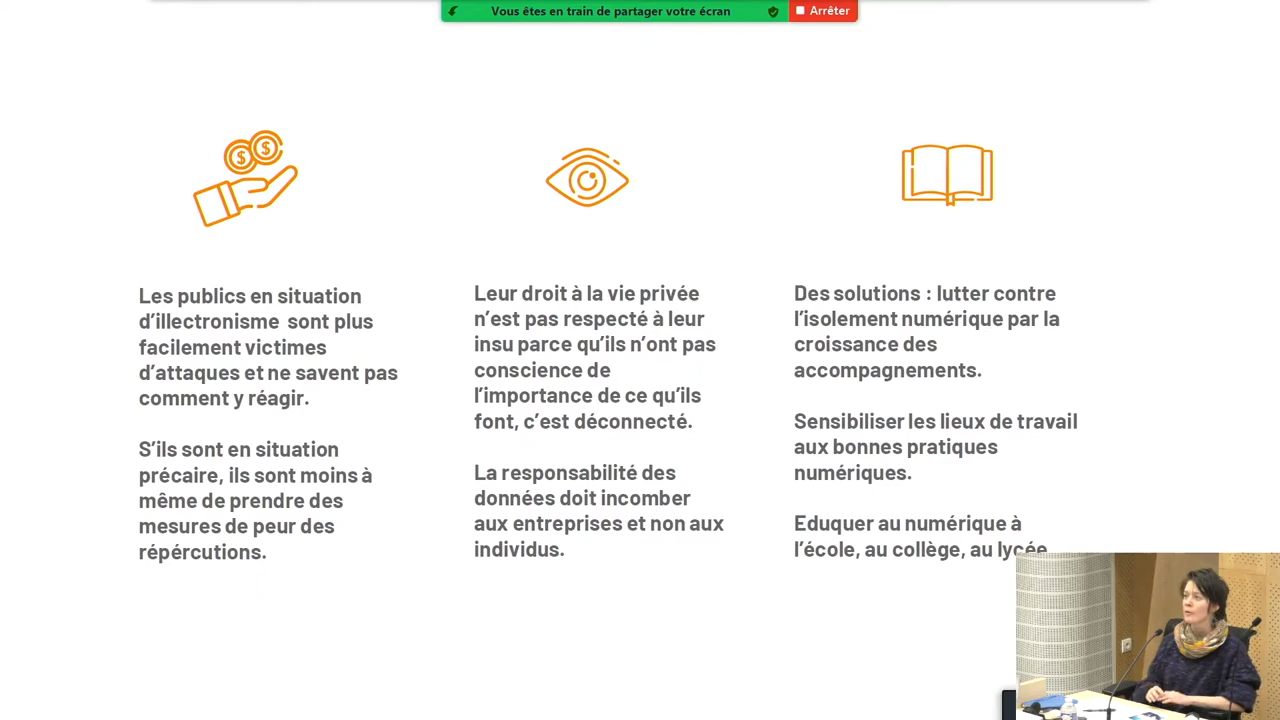 Vous êtes en train de partager votre écran
Arrêter
Les publics en situation
d'illectronisme  sont plus
facilement victimes
d'attaques et ne savent pas
comment y réagir.
S'ils sont en situation
précaire, ils sont moins à
même de prendre des
mesures de peur des
répércutions.
Leur droit à la vie privée
n'est pas respecté à leur
insu parce qu'ils n'ont pas
conscience de
l'importance de ce qu'ils
font, c'est déconnecté.
La responsabilité des
données doit incomber
aux entreprises et non aux
individus.
Des solutions : lutter contre
l'isolement numérique par la
croissance des
accompagnements.
Sensibiliser les lieux de travail
aux bonnes pratiques
numériques.
Eduquer au numérique à
l'école, au collège, au lycée